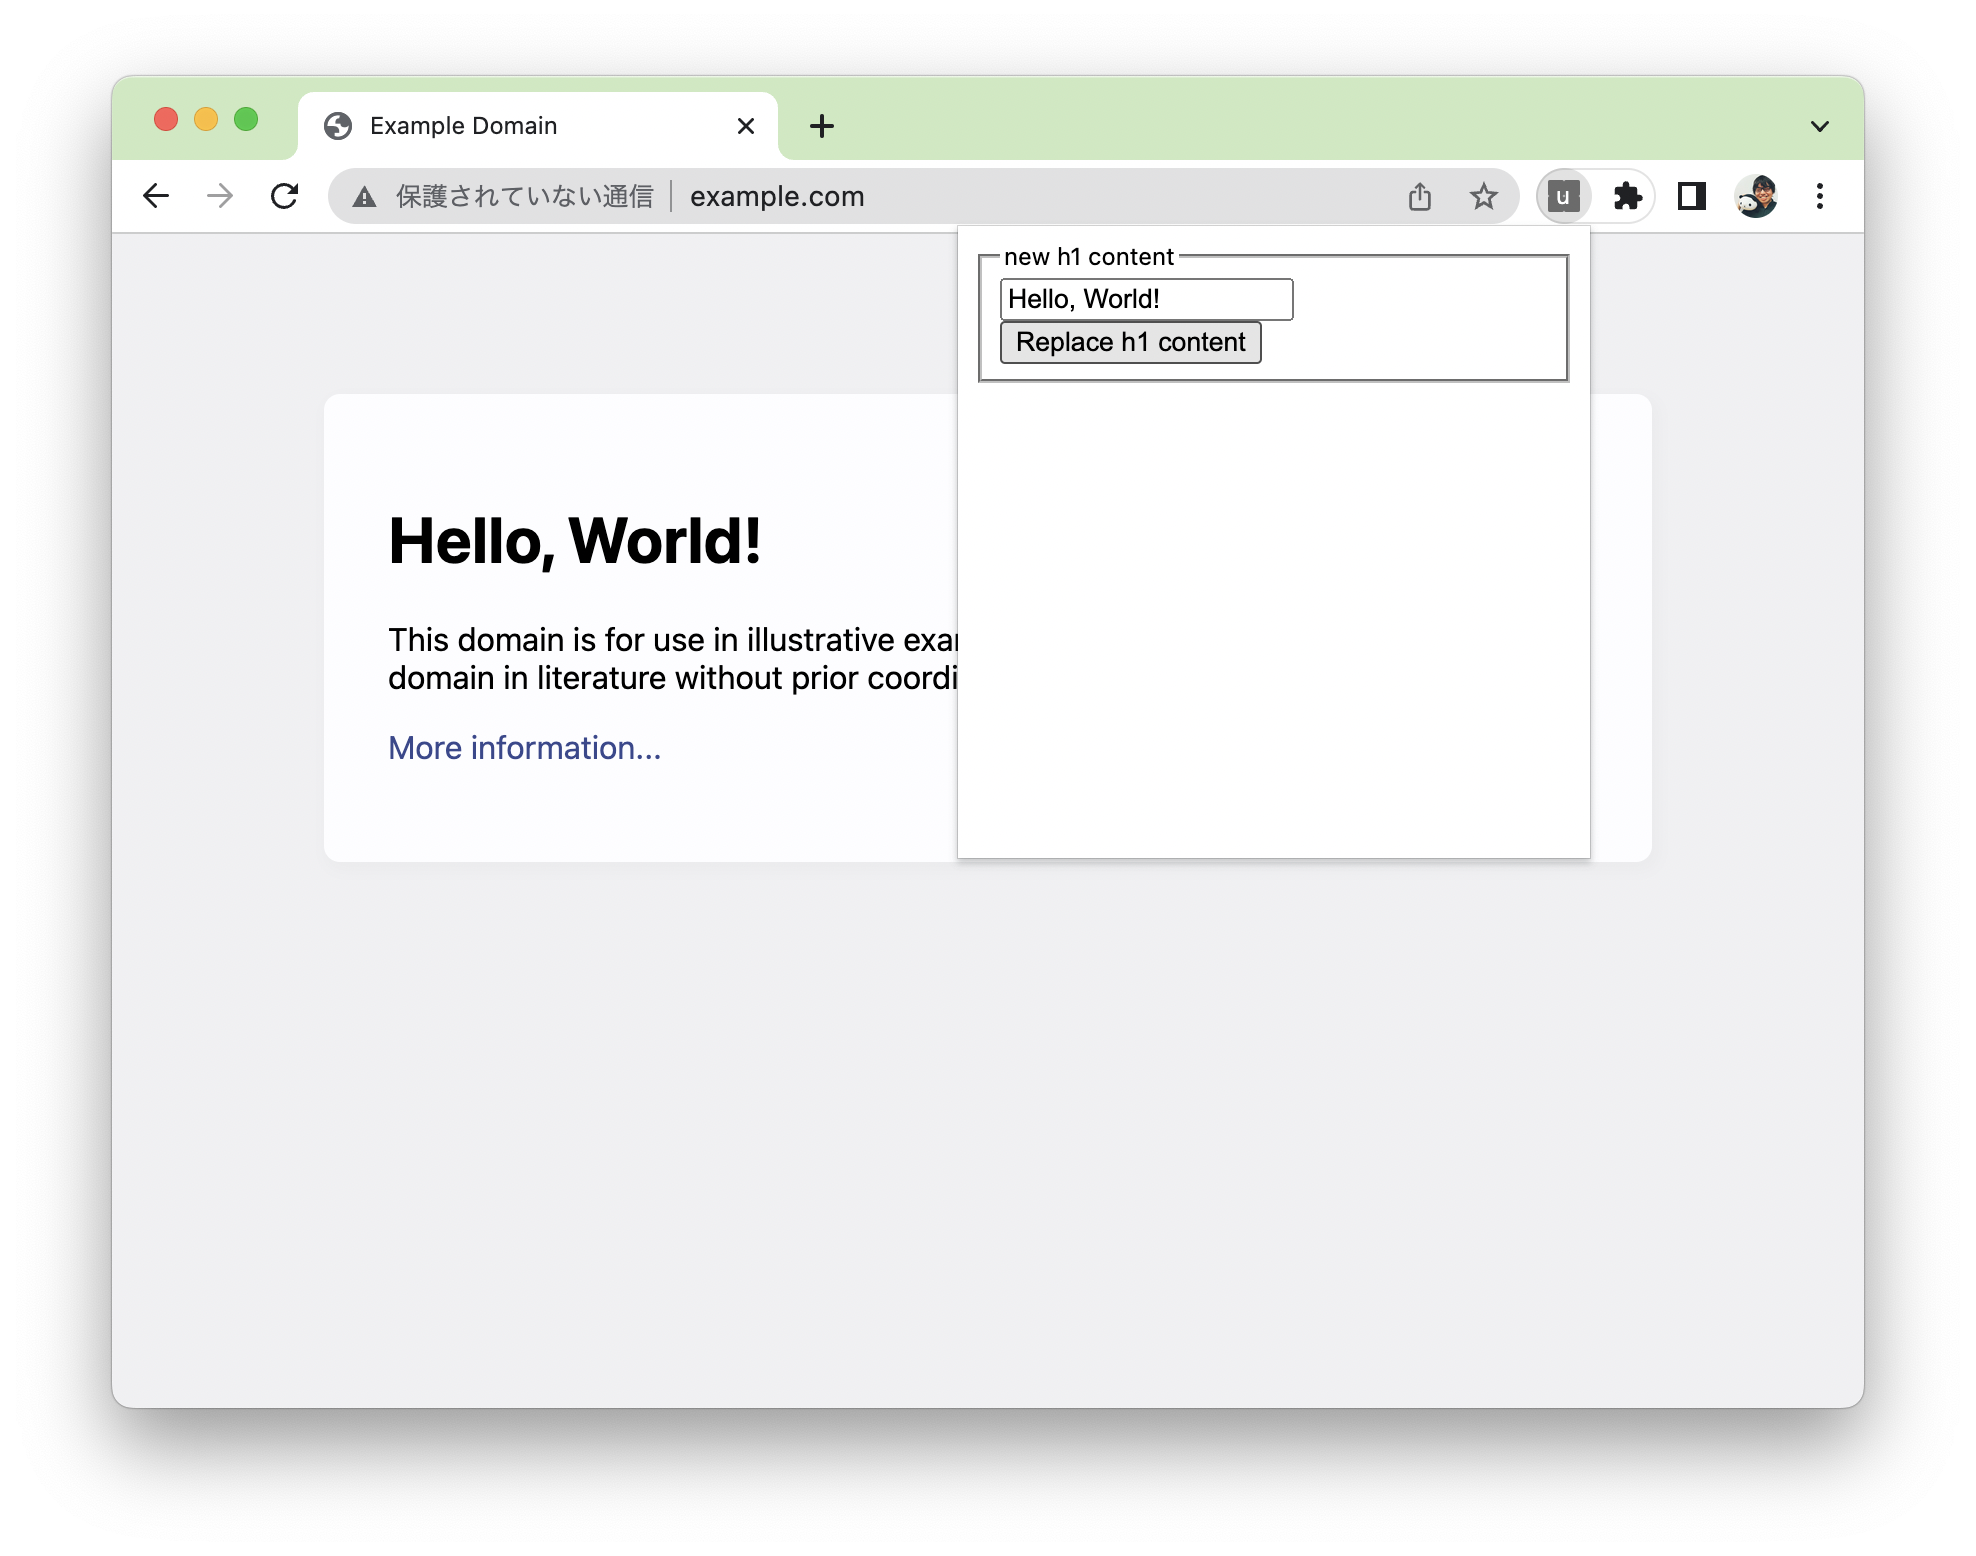 Example Domain
保護されていない通信 example.com
u
new h1 content
Hello, World!
Replace h1 content
Hello, World!
This domain is for use in illustrative exa
domain in literature without prior coordi
More information...